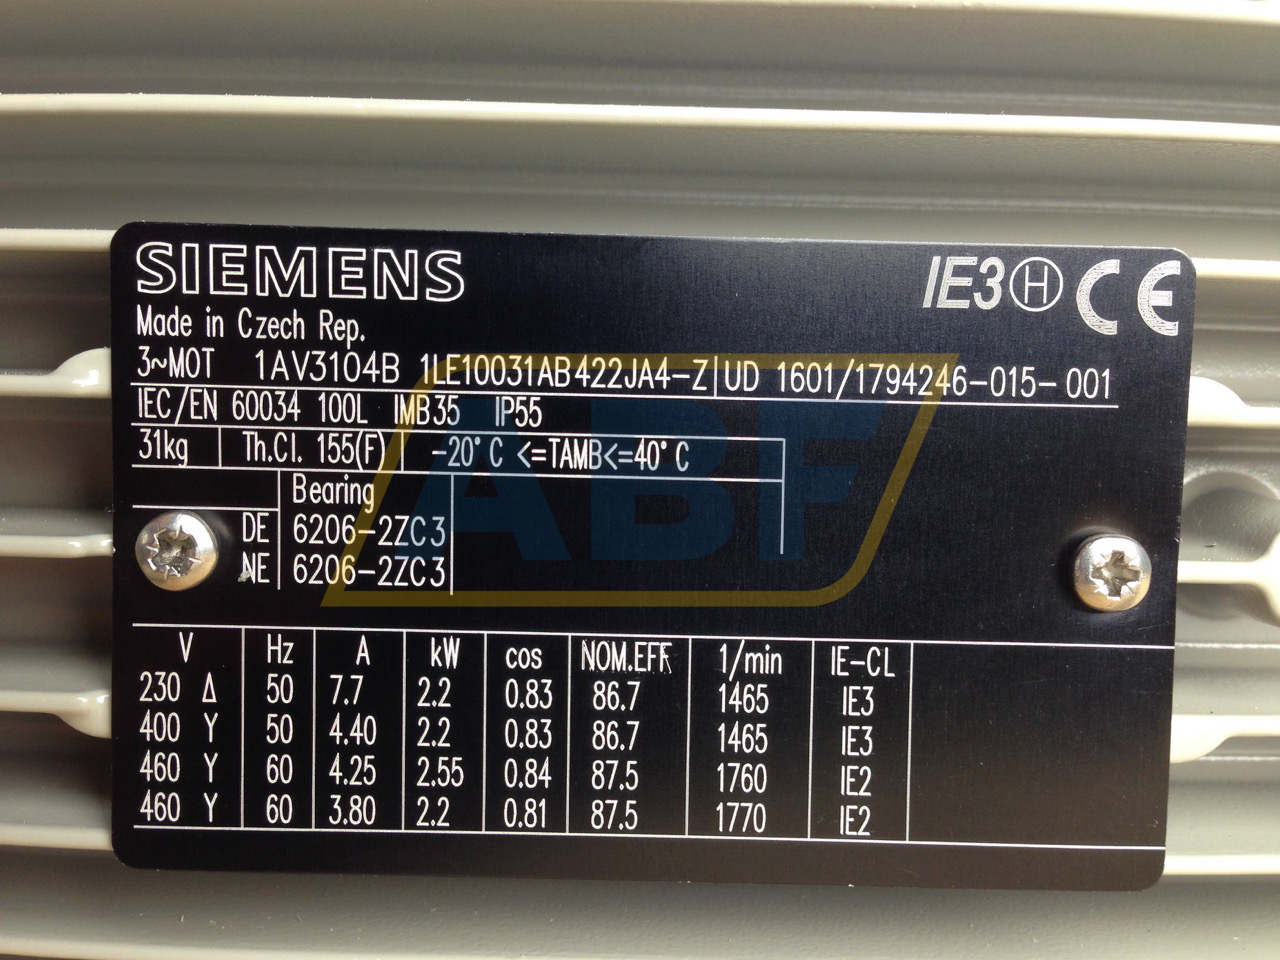 SIEMENS
IE3 H CE
Made in Czech Rep.
3~MOT 1AV3104B 1LE10031AB422JA4-Z UD 1601/1794246-015-001
IEC/EN 60034 100L IMB35 IP55
31kg Th.Cl. 155(F) -20°C <=TAMB<=40°C
Bearing
DE 6206-2ZC3
NE 6206-2ZC3
ABF
V Hz A kW cos NOM.EFF 1/min IE-CL
230 Δ 50 7.7 2.2 0.83 86.7 1465 IE3
400 Y 50 4.40 2.2 0.83 86.7 1465 IE3
460 Y 60 4.25 2.55 0.84 87.5 1760 IE2
460 Y 60 3.80 2.2 0.81 87.5 1770 IE2